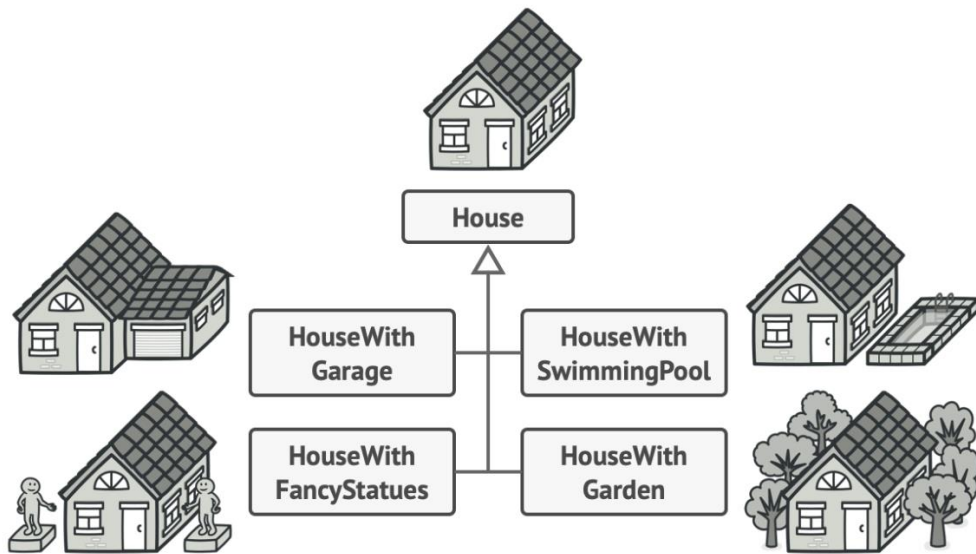 House
HouseWith
Garage
HouseWith
SwimmingPool
HouseWith
FancyStatues
HouseWith
Garden